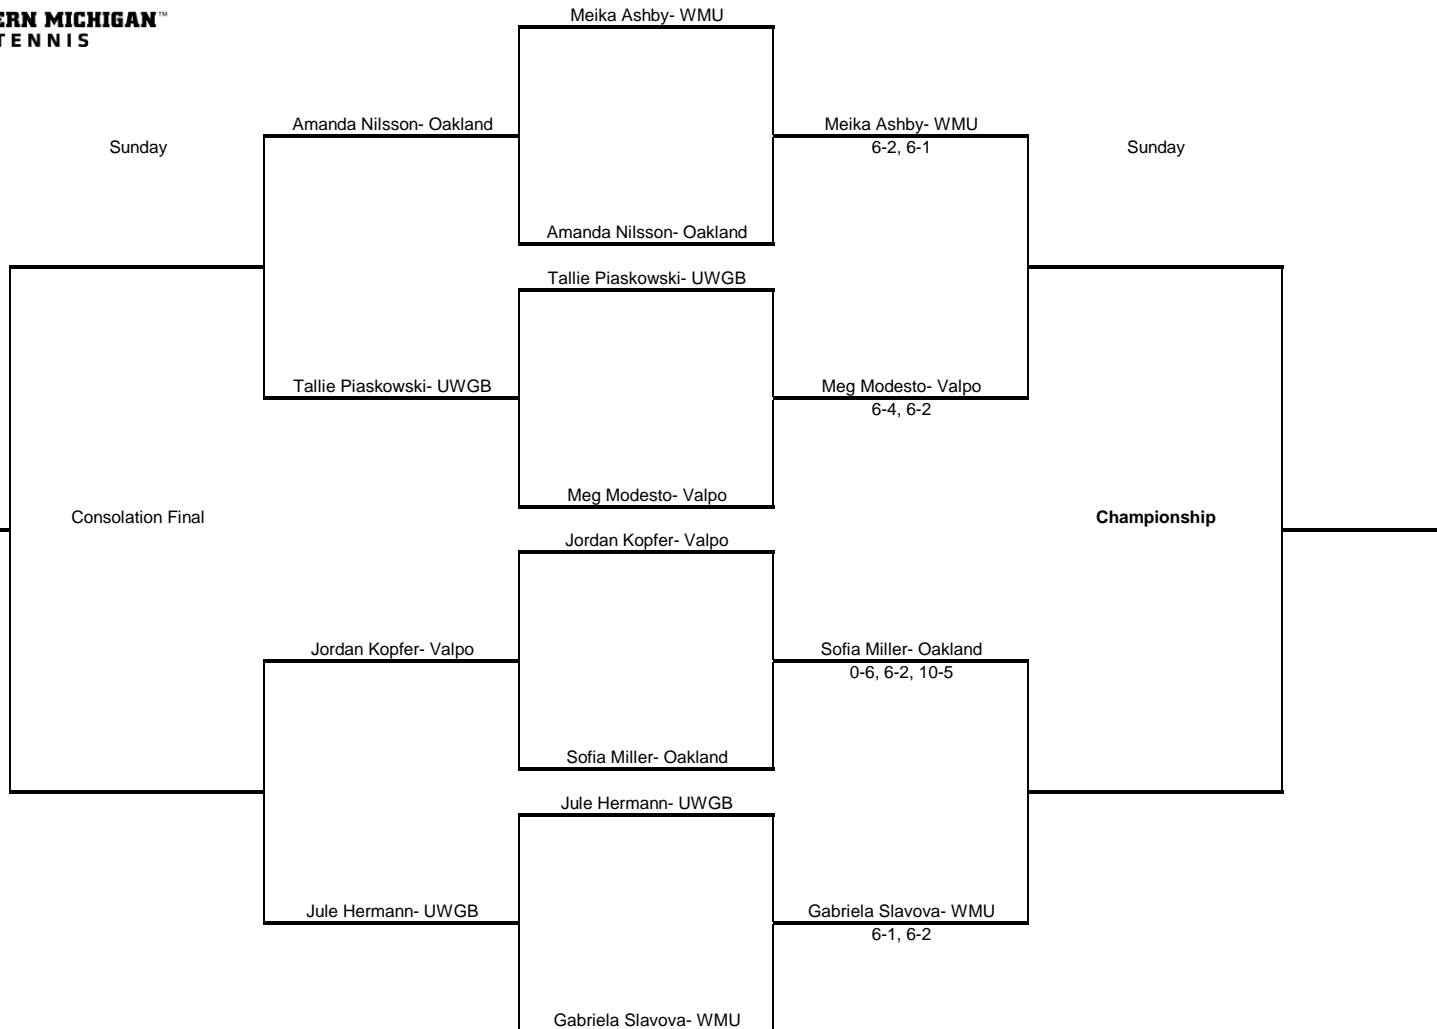 ERN MICHIGAN™
TENNIS
Meika Ashby- WMU
Amanda Nilsson- Oakland
Meika Ashby- WMU
Sunday
6-2, 6-1
Sunday
Amanda Nilsson- Oakland
Tallie Piaskowski- UWGB
Tallie Piaskowski- UWGB
Meg Modesto- Valpo
6-4, 6-2
Meg Modesto- Valpo
Consolation Final
Championship
Jordan Kopfer- Valpo
Jordan Kopfer- Valpo
Sofia Miller- Oakland
0-6, 6-2, 10-5
Sofia Miller- Oakland
Jule Hermann- UWGB
Jule Hermann- UWGB
Gabriela Slavova- WMU
6-1, 6-2
Gabriela Slavova- WMU